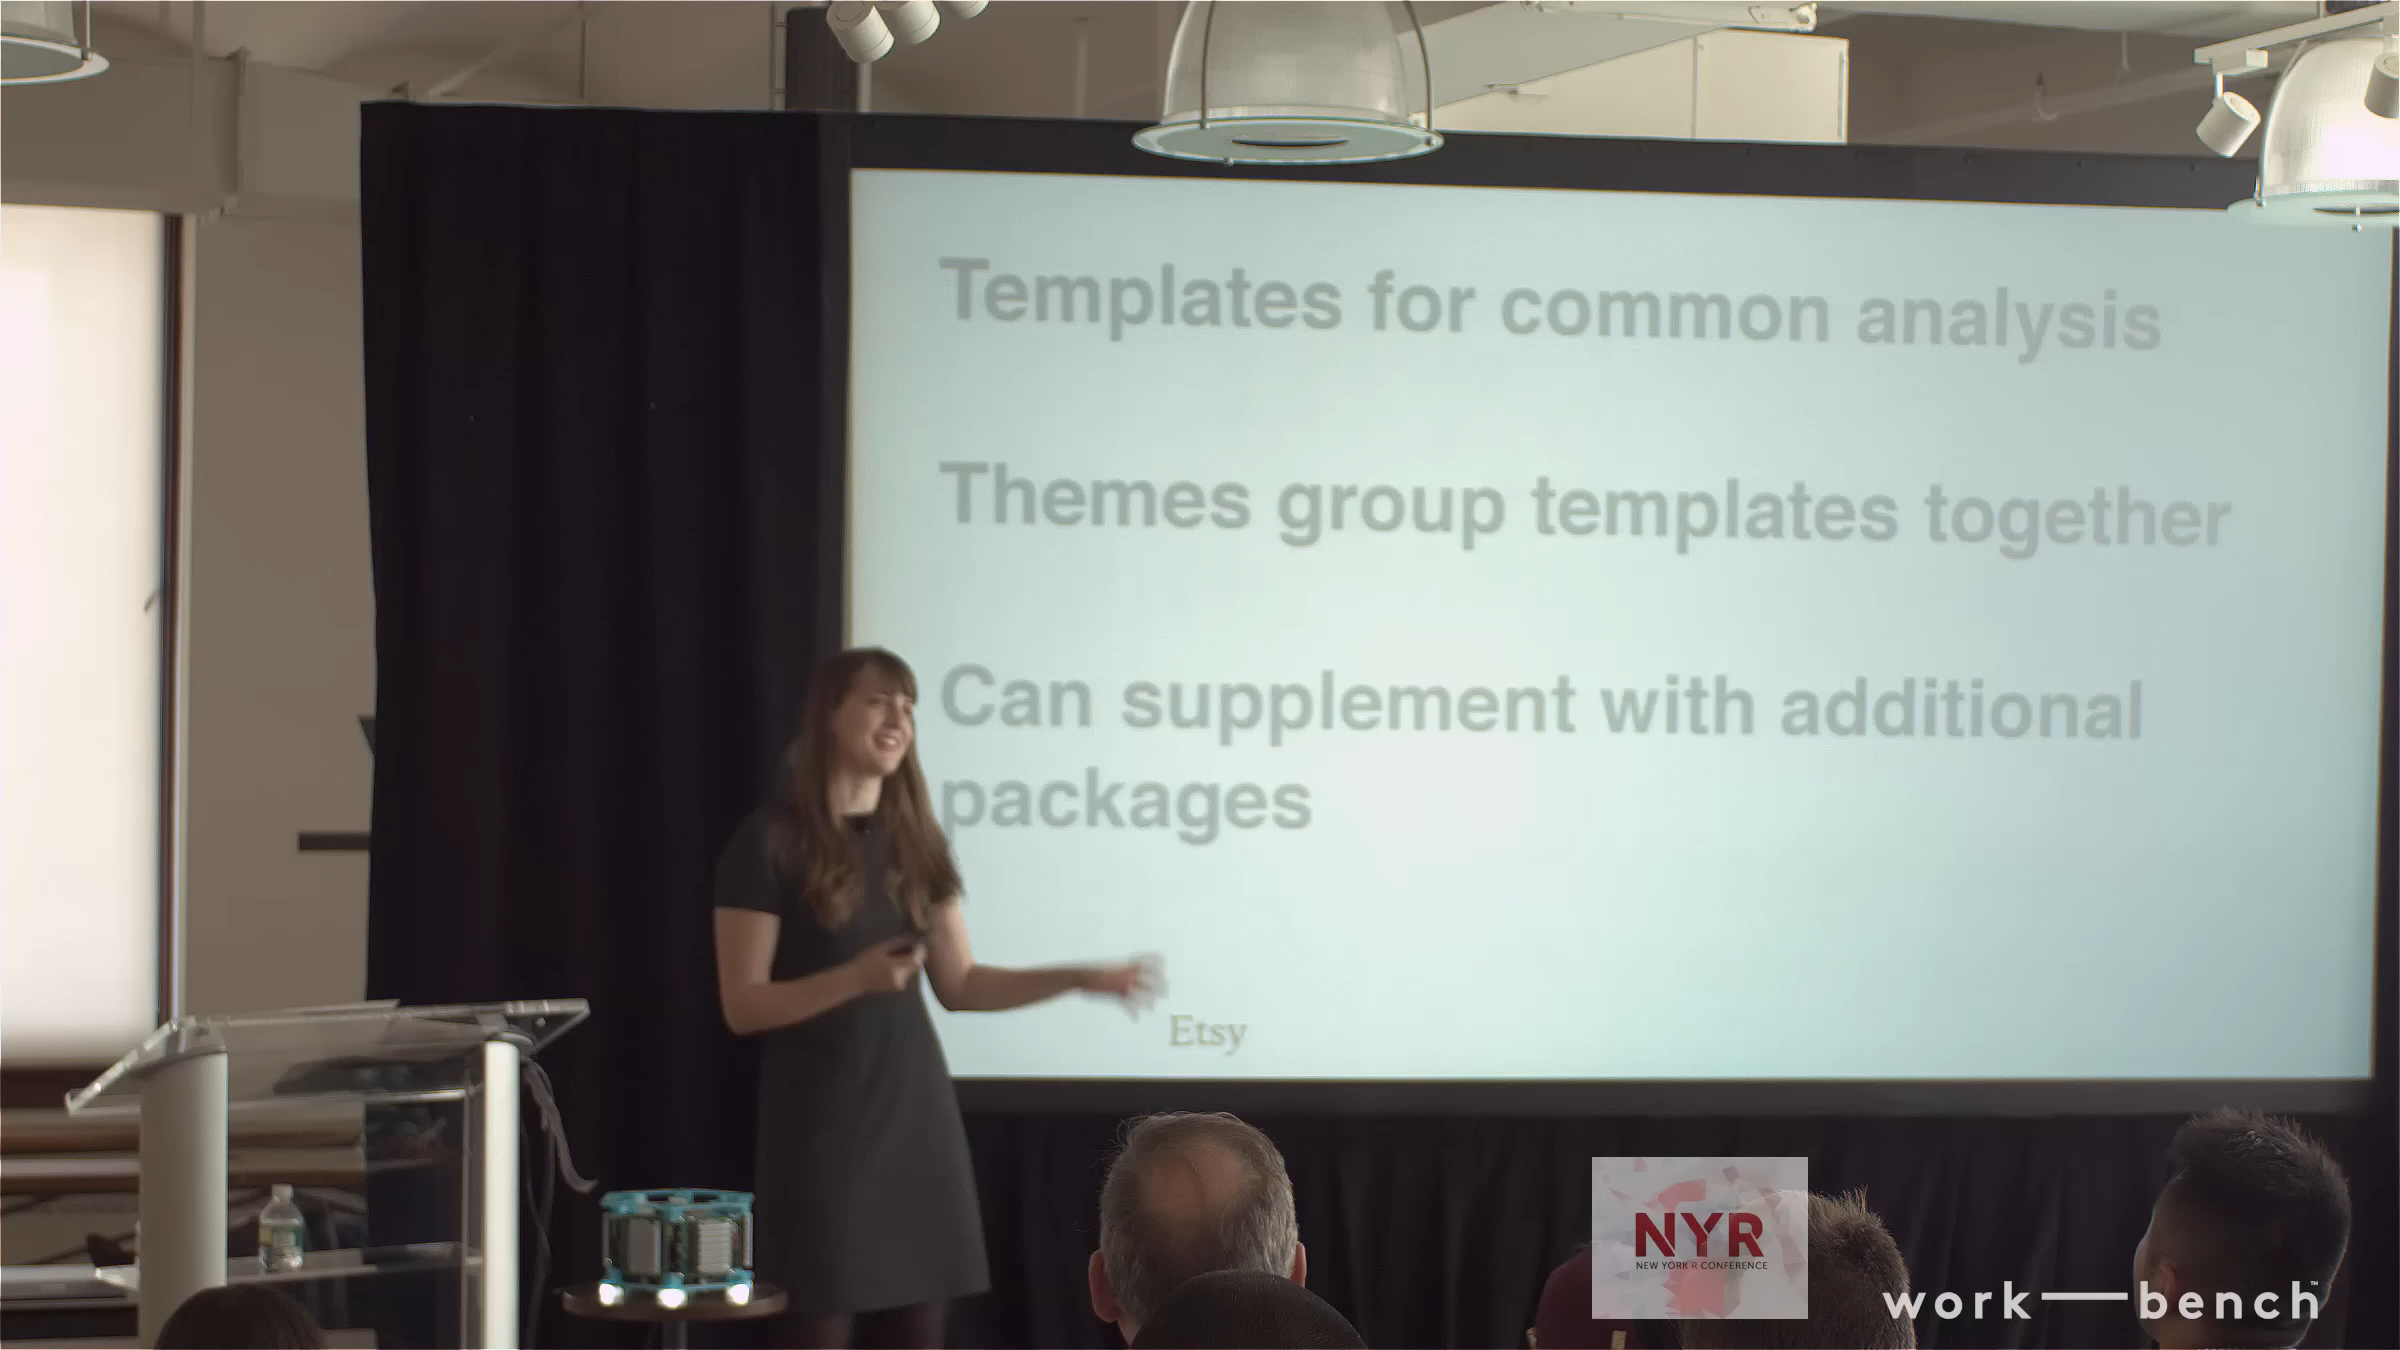 Templates for common analysis
Themes group templates together
Can supplement with additional
packages
Etsy
NYR
NEW YORK R CONFERENCE
work—bench™